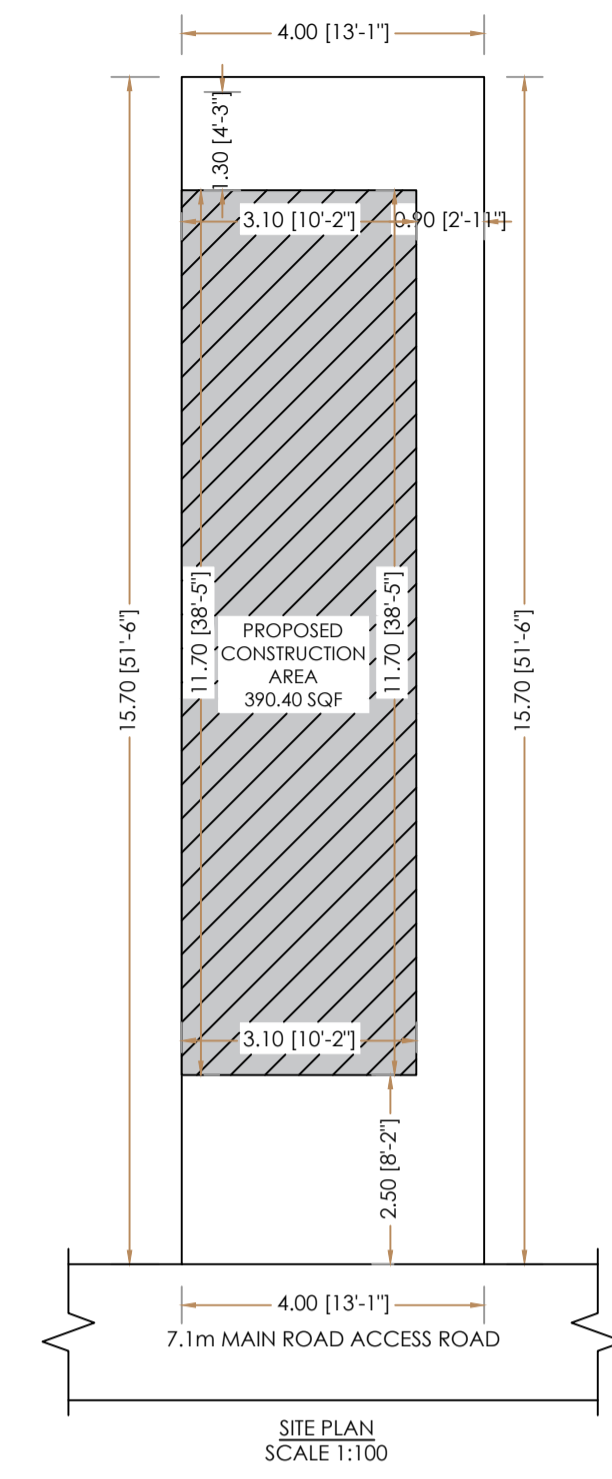 4.00 [13'-1"]
1.30 [4'-3"]
3.10 [10'-2"]
0.90 [2'-11"]
15.70 [51'-6"]
11.70 [38'-5"]
PROPOSED
CONSTRUCTION
AREA
390.40 SQF
11.70 [38'-5"]
15.70 [51'-6"]
3.10 [10'-2"]
2.50 [8'-2"]
4.00 [13'-1"]
7.1m MAIN ROAD ACCESS ROAD
SITE PLAN
SCALE 1:100